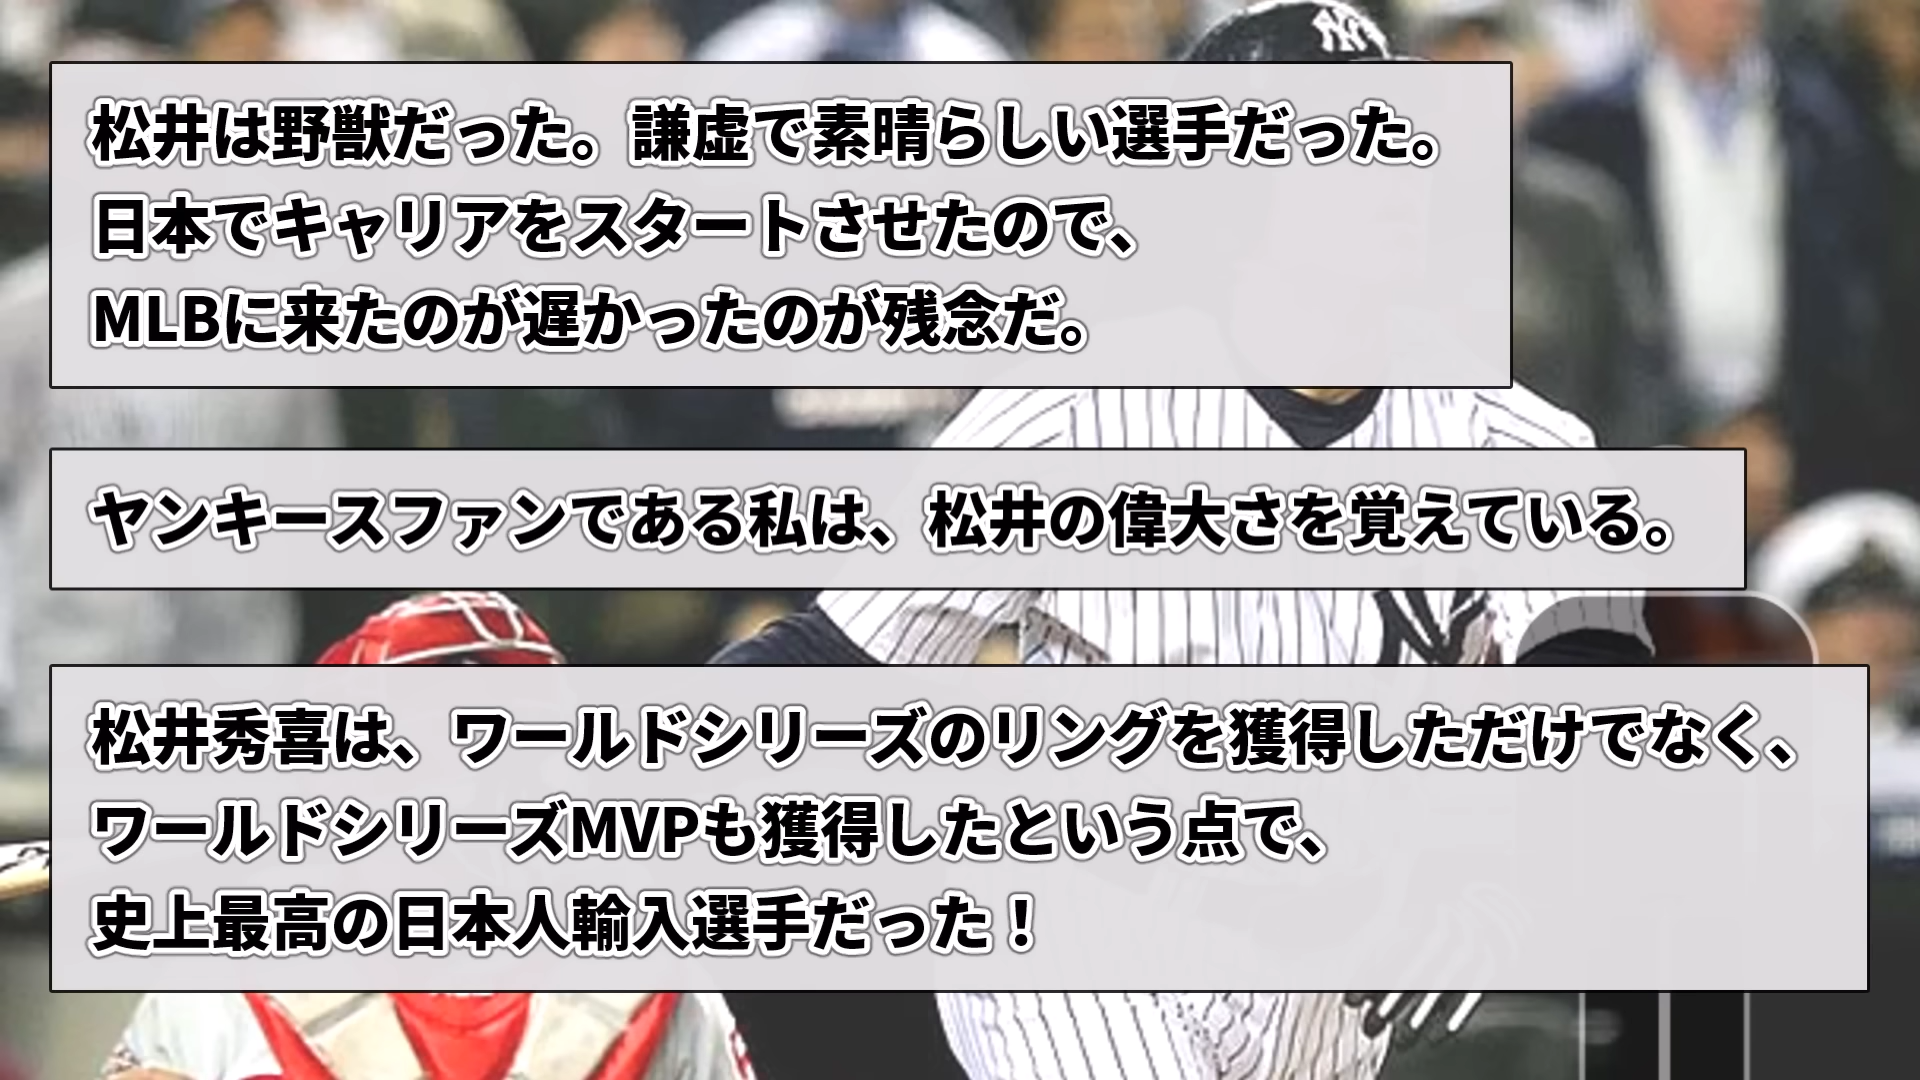 松井は野獣だった。謙虚で素晴らしい選手だった。
日本でキャリアをスタートさせたので、
MLBに来たのが遅かったのが残念だ。
ヤンキースファンである私は、松井の偉大さを覚えている。
松井秀喜は、ワールドシリーズのリングを獲得しただけでなく、
ワールドシリーズMVPも獲得したという点で、
史上最高の日本人輸入選手だった！